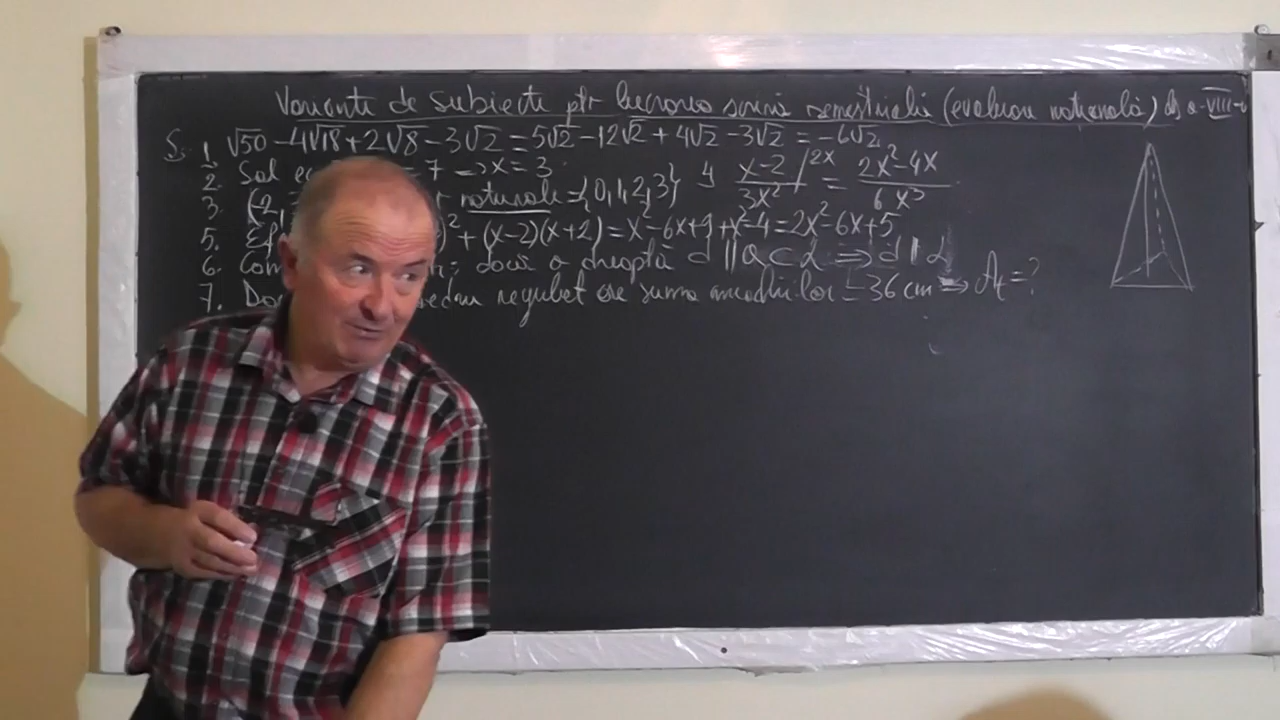 Variante de Subiecte ptr lucrarea scrisă semestrială (evaluare națională) cls a-VIII-a
S: 1. √50 - 4√18 + 2√8 - 3√2 = 5√2 - 12√2 + 4√2 - 3√2 = -6√2
2. Sol = 7 => x = 3
3. naturale = {0,1,2,3} 4 x-2/3x² /2x = 2x²-4x/6x³
5. )² + (x-2)(x+2) = x²-6x+9+x²-4 = 2x²-6x+5
6. dacă o dreaptă d ∥ a ⊂ α => d ∥ α
7. regulat are suma muchiilor = 36 cm => At = ?